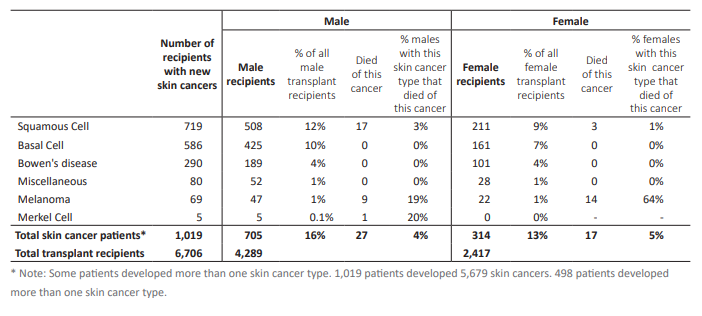 Male Female
Number of recipients with new skin cancers Male recipients % of all male transplant recipients Died of this cancer % males with this skin cancer type that died of this cancer Female recipients % of all female transplant recipients Died of this cancer % females with this skin cancer type that died of this cancer
Squamous Cell 719 508 12% 17 3% 211 9% 3 1%
Basal Cell 586 425 10% 0 0% 161 7% 0 0%
Bowen's disease 290 189 4% 0 0% 101 4% 0 0%
Miscellaneous 80 52 1% 0 0% 28 1% 0 0%
Melanoma 69 47 1% 9 19% 22 1% 14 64%
Merkel Cell 5 5 0.1% 1 20% 0 0% - -
Total skin cancer patients* 1,019 705 16% 27 4% 314 13% 17 5%
Total transplant recipients 6,706 4,289 2,417
* Note: Some patients developed more than one skin cancer type. 1,019 patients developed 5,679 skin cancers. 498 patients developed
more than one skin cancer type.